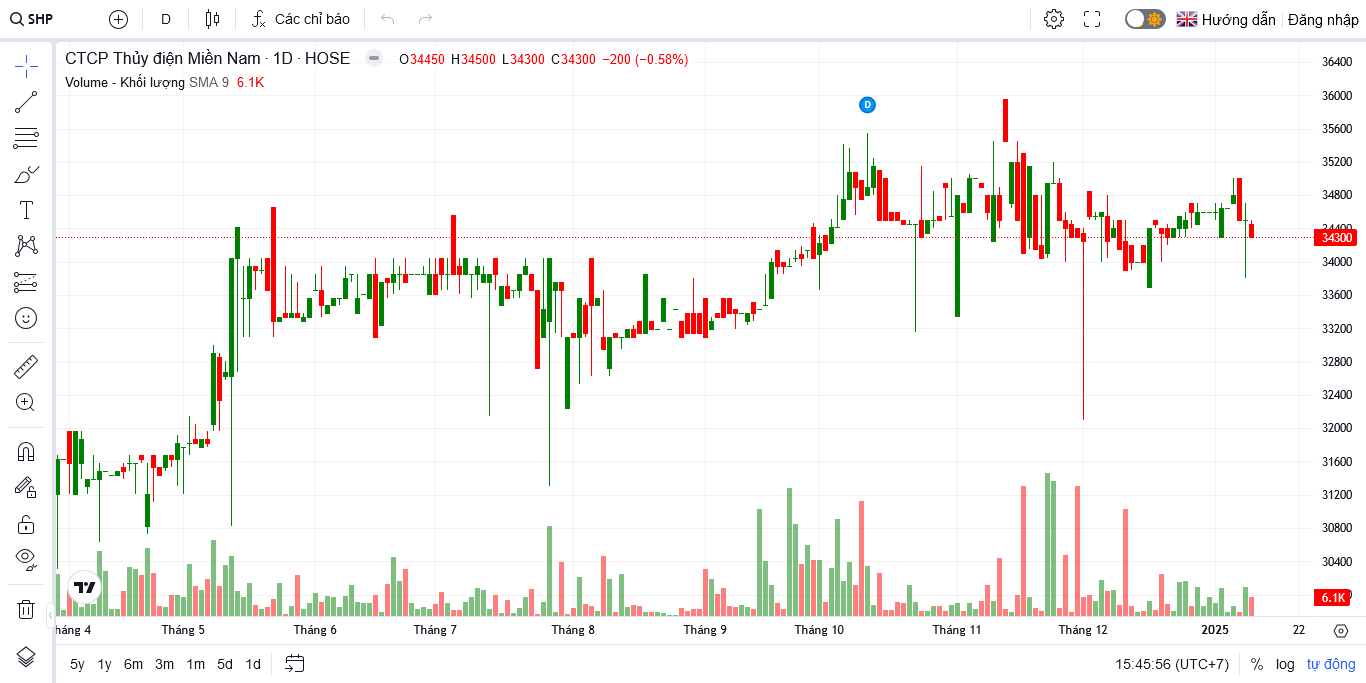 SHP D Các chỉ báo Hướng dẫn Đăng nhập
CTCP Thủy điện Miền Nam · 1D · HOSE O34450 H34500 L34300 C34300 −200 (−0.58%)
Volume - Khối lượng SMA 9 6.1K
D
36400
36000
35600
35200
34800
34400
34300
34000
33600
33200
32800
32400
32000
31600
31200
30800
30400
6.1K
háng 4 Tháng 5 Tháng 6 Tháng 7 Tháng 8 Tháng 9 Tháng 10 Tháng 11 Tháng 12 2025 22
5y 1y 6m 3m 1m 5d 1d 15:45:56 (UTC+7) % log tự động